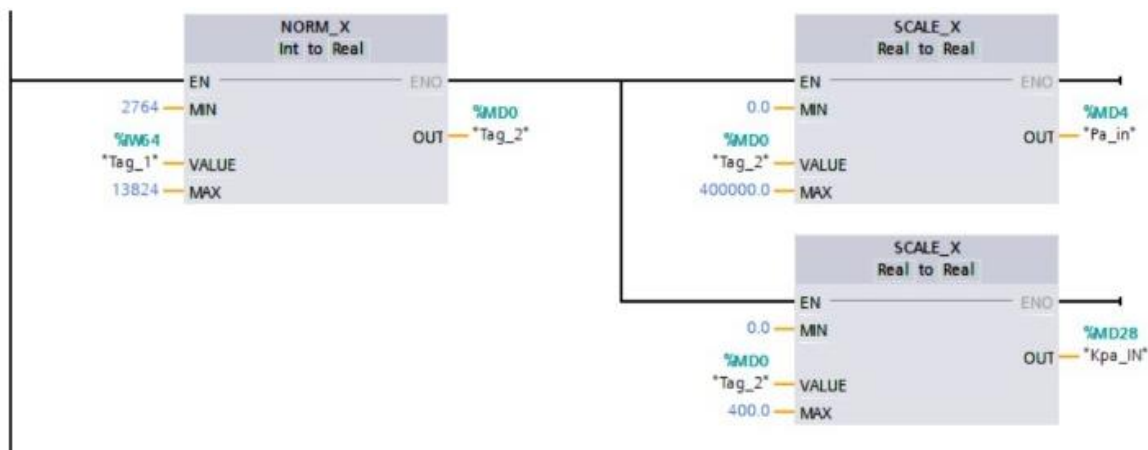 NORM_X
Int to Real
EN
ENO
2764
MIN
%MD0
%IW64
OUT
"Tag_2"
"Tag_1"
VALUE
13824
MAX
SCALE_X
Real to Real
EN
ENO
0.0
MIN
%MD4
%MD0
OUT
"Pa_in"
"Tag_2"
VALUE
400000.0
MAX
SCALE_X
Real to Real
EN
ENO
0.0
MIN
%MD28
%MD0
OUT
"Kpa_IN"
"Tag_2"
VALUE
400.0
MAX